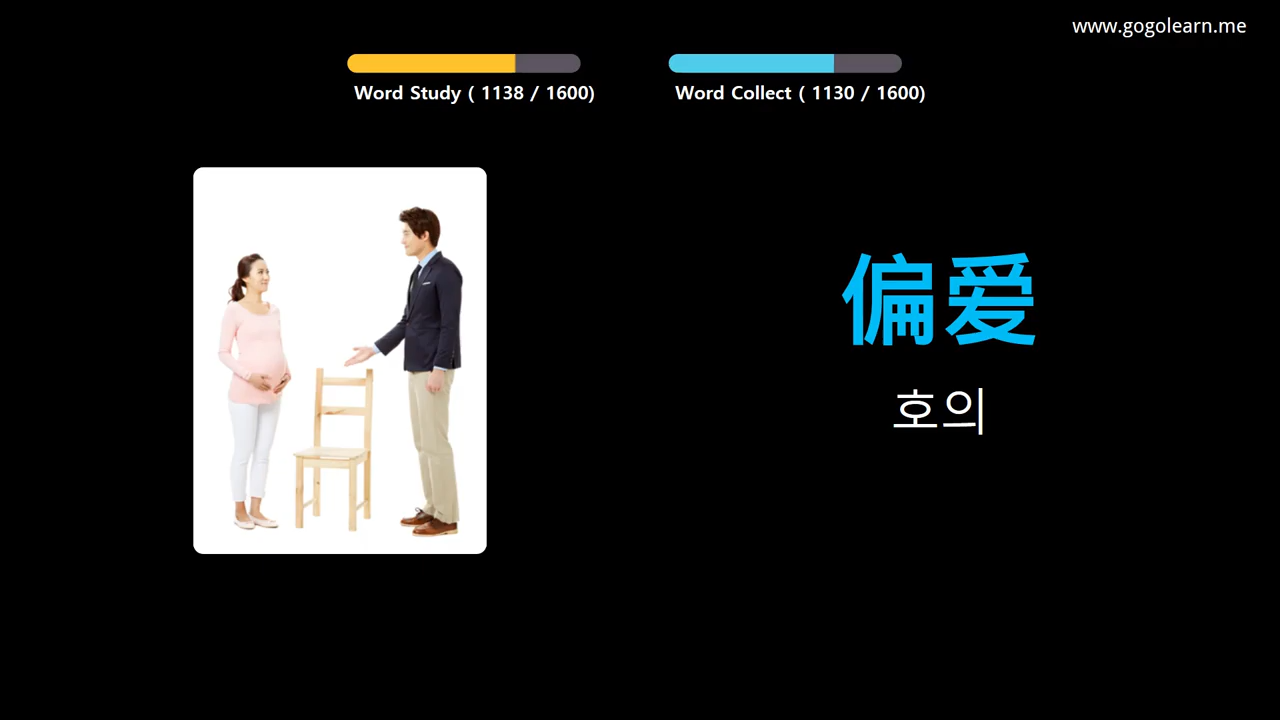 www.gogolearn.me
Word Study ( 1138 / 1600)
Word Collect ( 1130 / 1600)
偏爱
호의